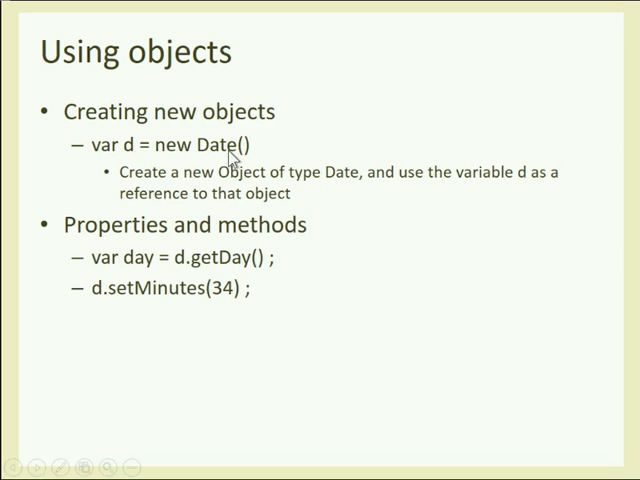 Using objects
• Creating new objects
– var d = new Date()
• Create a new Object of type Date, and use the variable d as a
reference to that object
• Properties and methods
– var day = d.getDay() ;
– d.setMinutes(34) ;